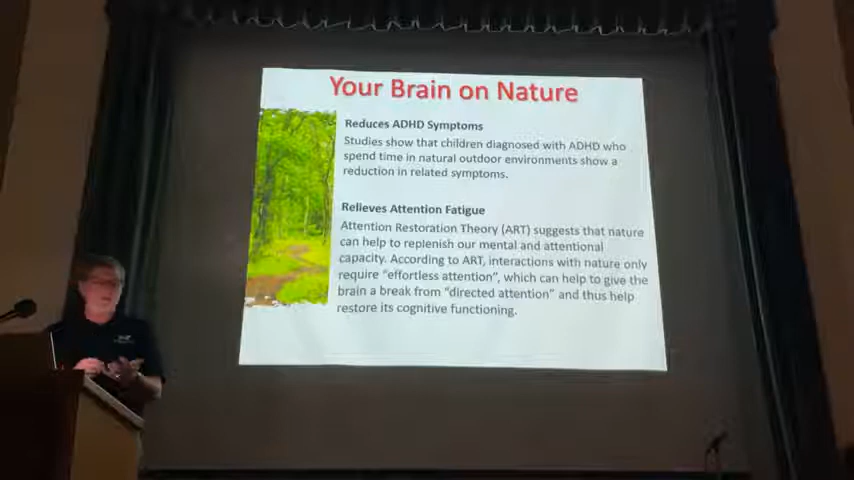 Your Brain on Nature
Reduces ADHD Symptoms
Studies show that children diagnosed with ADHD who
spend time in natural outdoor environments show a
reduction in related symptoms.
Relieves Attention Fatigue
Attention Restoration Theory (ART) suggests that nature
can help to replenish our mental and attentional
capacity. According to ART, interactions with nature only
require “effortless attention”, which can help to give the
brain a break from “directed attention” and thus help
restore its cognitive functioning.